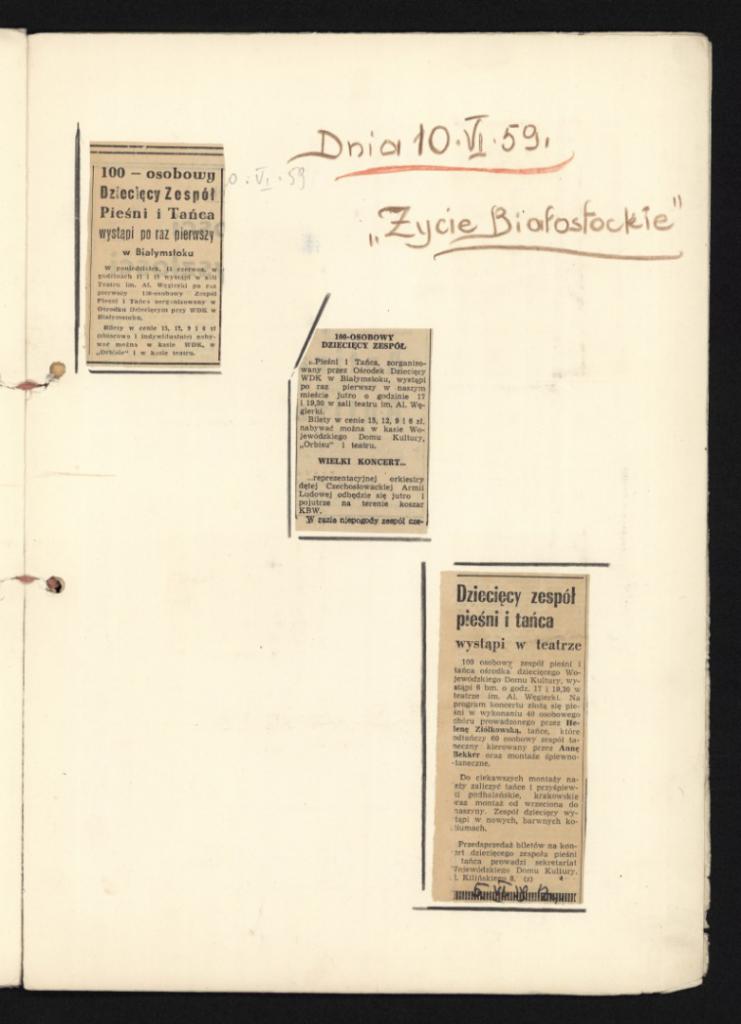 Dnia 10.VI.59.
„Życie Białostockie"
100 – osobowy
Dziecięcy Zespół
Pieśni i Tańca
wystąpi po raz pierwszy
w Białymstoku
W poniedziałek, 11 czerwca, w
godzinach 17 i 19 wystąpi w sali
Teatru im. Al. Węgierki po raz
pierwszy 100-osobowy Zespół
Pieśni i Tańca zorganizowany w
Ośrodku Dziecięcym przy WDK w
Białymstoku.
Bilety w cenie 15, 12, 9 i 6 zł
zbiorowe i indywidualnie naby-
wać można w kasie WDK, w
„Orbisie" i w kasie teatru.
0.VI.59
100-OSOBOWY
DZIECIĘCY ZESPÓŁ
...Pieśni i Tańca, zorganizo-
wany przez Ośrodek Dziecięcy
WDK w Białymstoku, wystąpi
po raz pierwszy w naszym
mieście jutro o godzinie 17
i 19,30 w sali teatru im. Al. Wę-
gierki.
Bilety w cenie 15, 12, 9 i 6 zł.
nabywać można w kasie Wo-
jewódzkiego Domu Kultury,
„Orbisu" i teatru.
WIELKI KONCERT...
...reprezentacyjnej orkiestry
dętej Czechosłowackiej Armii
Ludowej odbędzie się jutro i
pojutrze na terenie koszar
KBW.
W razie niepogody zespół cze-
Dziecięcy zespół
pieśni i tańca
wystąpi w teatrze
100 osobowy zespół pieśni i
tańca ośrodka dziecięcego Wo-
jewódzkiego Domu Kultury, wy-
stąpi 8 bm. o godz. 17 i 19,30 w
teatrze im. Al. Węgierki. Na
program koncertu złożą się pie-
śni w wykonaniu 40 osobowego
chóru prowadzonego przez He-
lenę Ziółkowską, tańce, które
odtańczy 60 osobowy zespół ta-
neczny kierowany przez Annę
Bekker oraz montaże śpiewno-
taneczne.
Do ciekawszych montaży na-
eży zaliczyć tańce i przyśpiew-
ki podhalańskie, krakowskie
oraz montaż od wrzeciona do
maszyny. Zespół dziecięcy wy-
tąpi w nowych, barwnych ko-
tiumach.
Przedsprzedaż biletów na kon-
ert dziecięcego zespołu pieśni
tańca prowadzi sekretariat
Wojewódzkiego Domu Kultury,
l. Kilińskiego 8. (z)